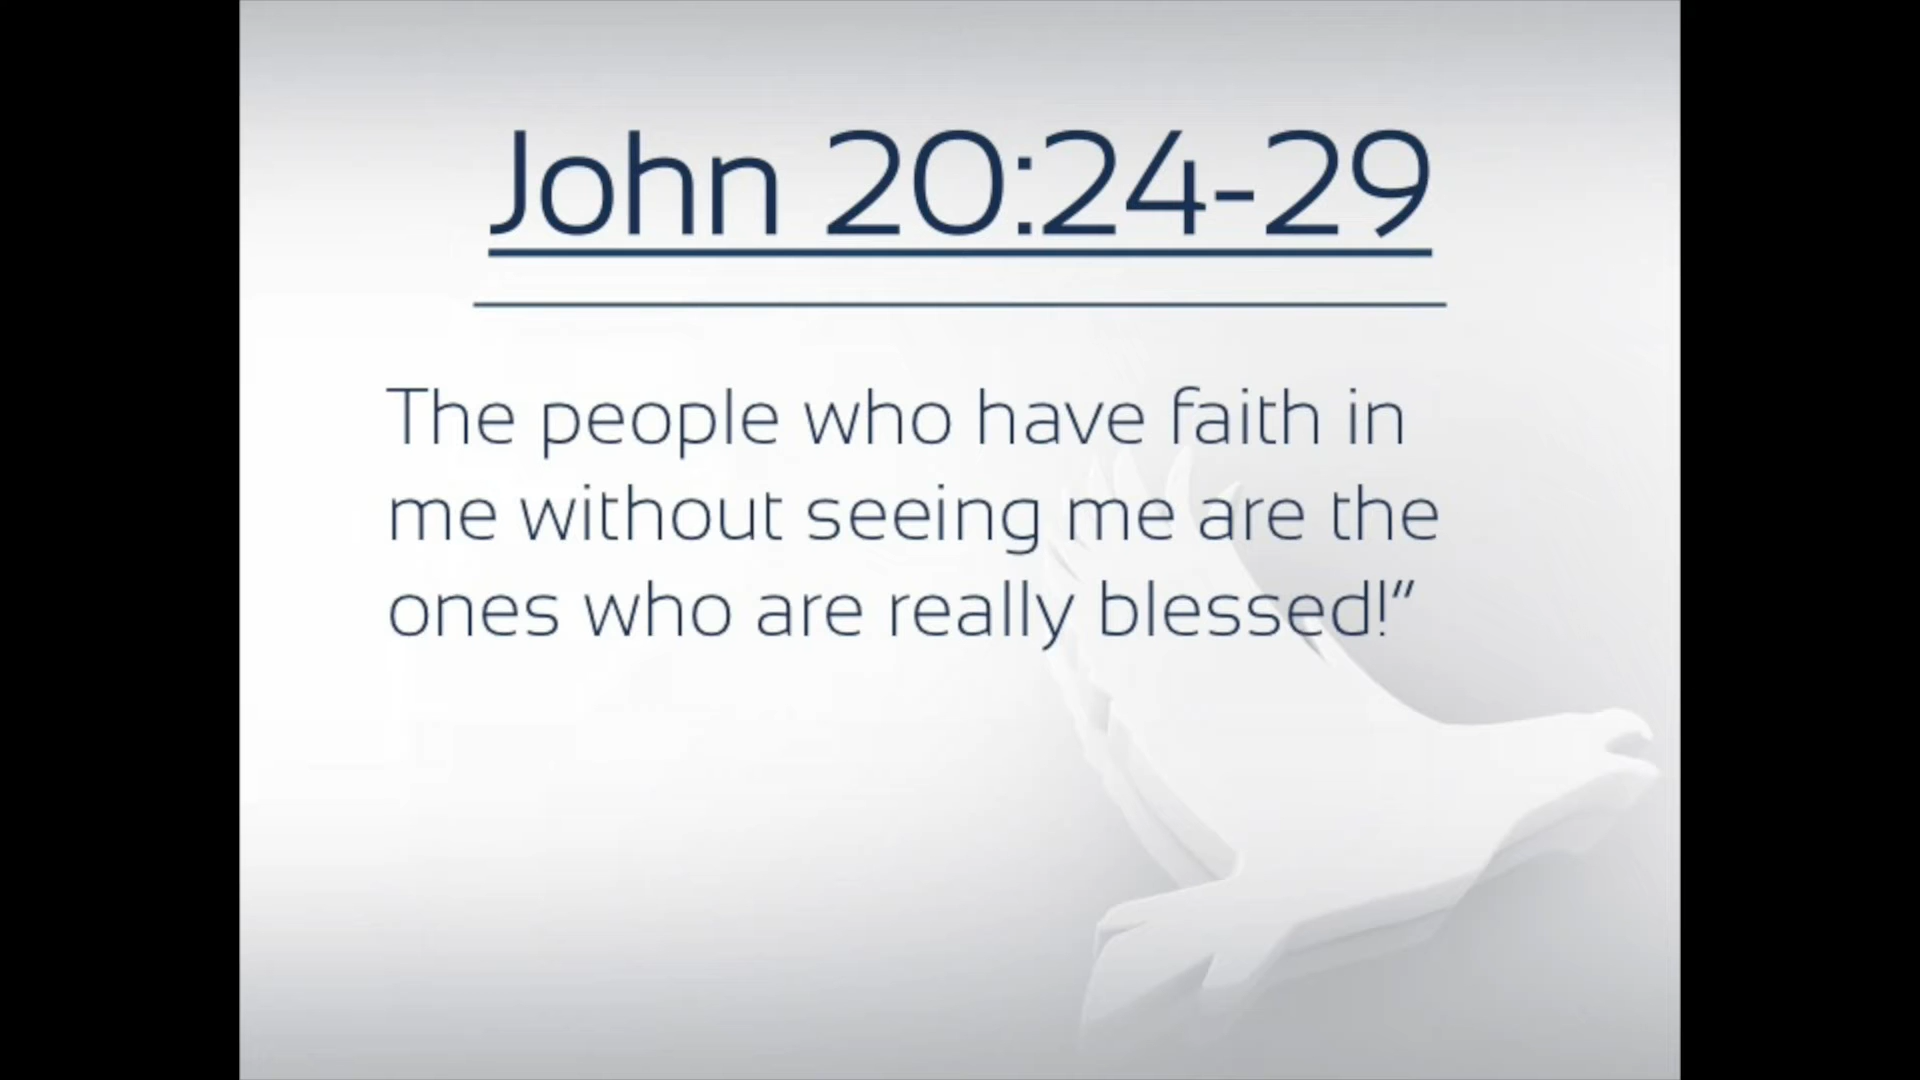 John 20:24-29
The people who have faith in
me without seeing me are the
ones who are really blessed!”